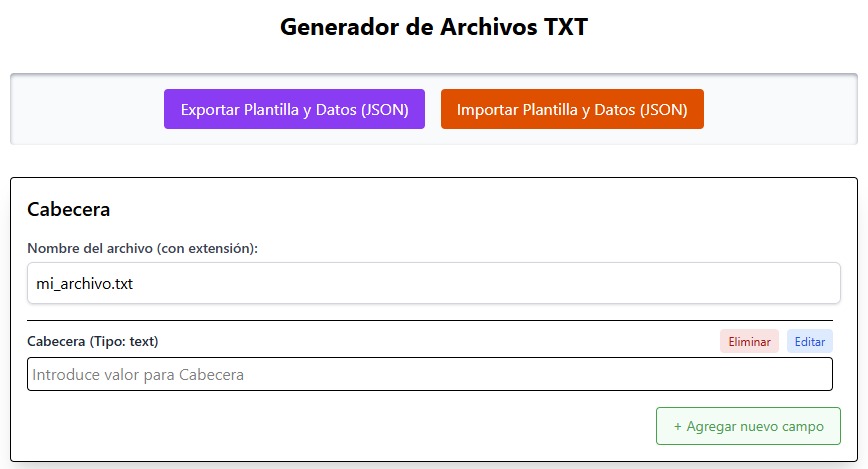 Generador de Archivos TXT
Exportar Plantilla y Datos (JSON)
Importar Plantilla y Datos (JSON)
Cabecera
Nombre del archivo (con extensión):
mi_archivo.txt
Cabecera (Tipo: text)
Eliminar
Editar
Introduce valor para Cabecera
+ Agregar nuevo campo